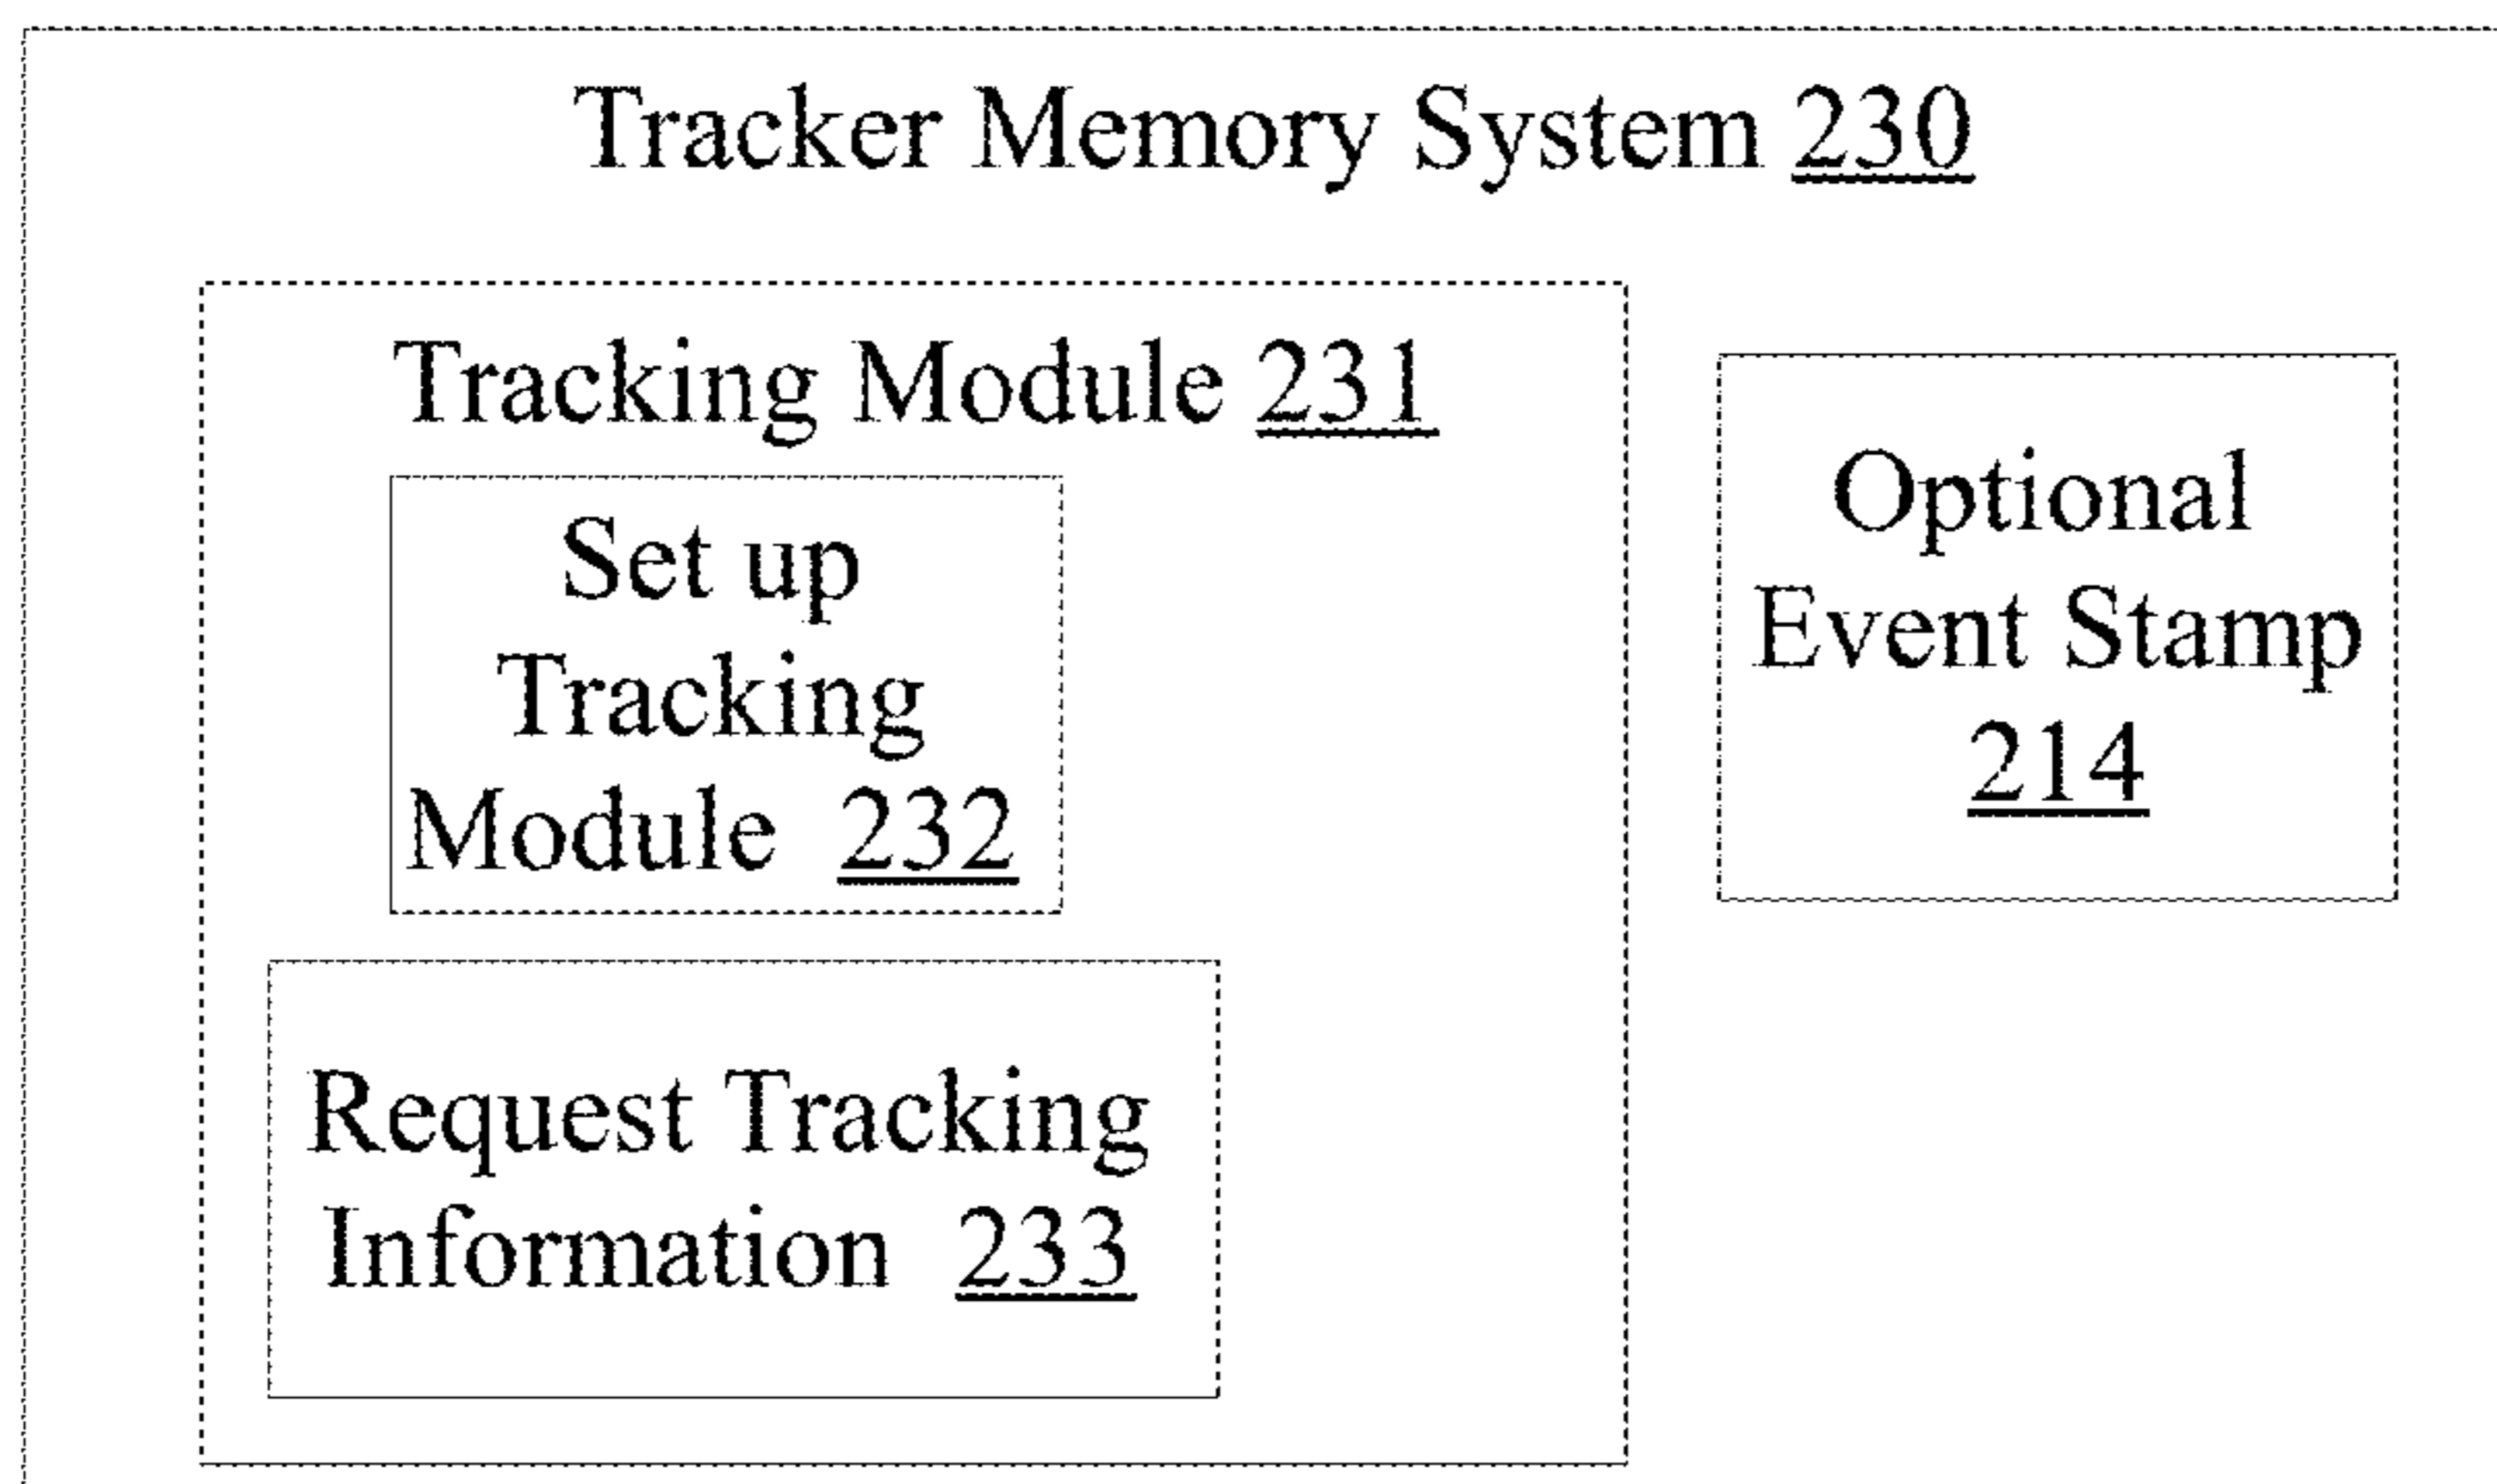 Tracker Memory System 230
Tracking Module 231
Set up
Tracking
Module 232
Request Tracking
Information 233
Optional
Event Stamp
214